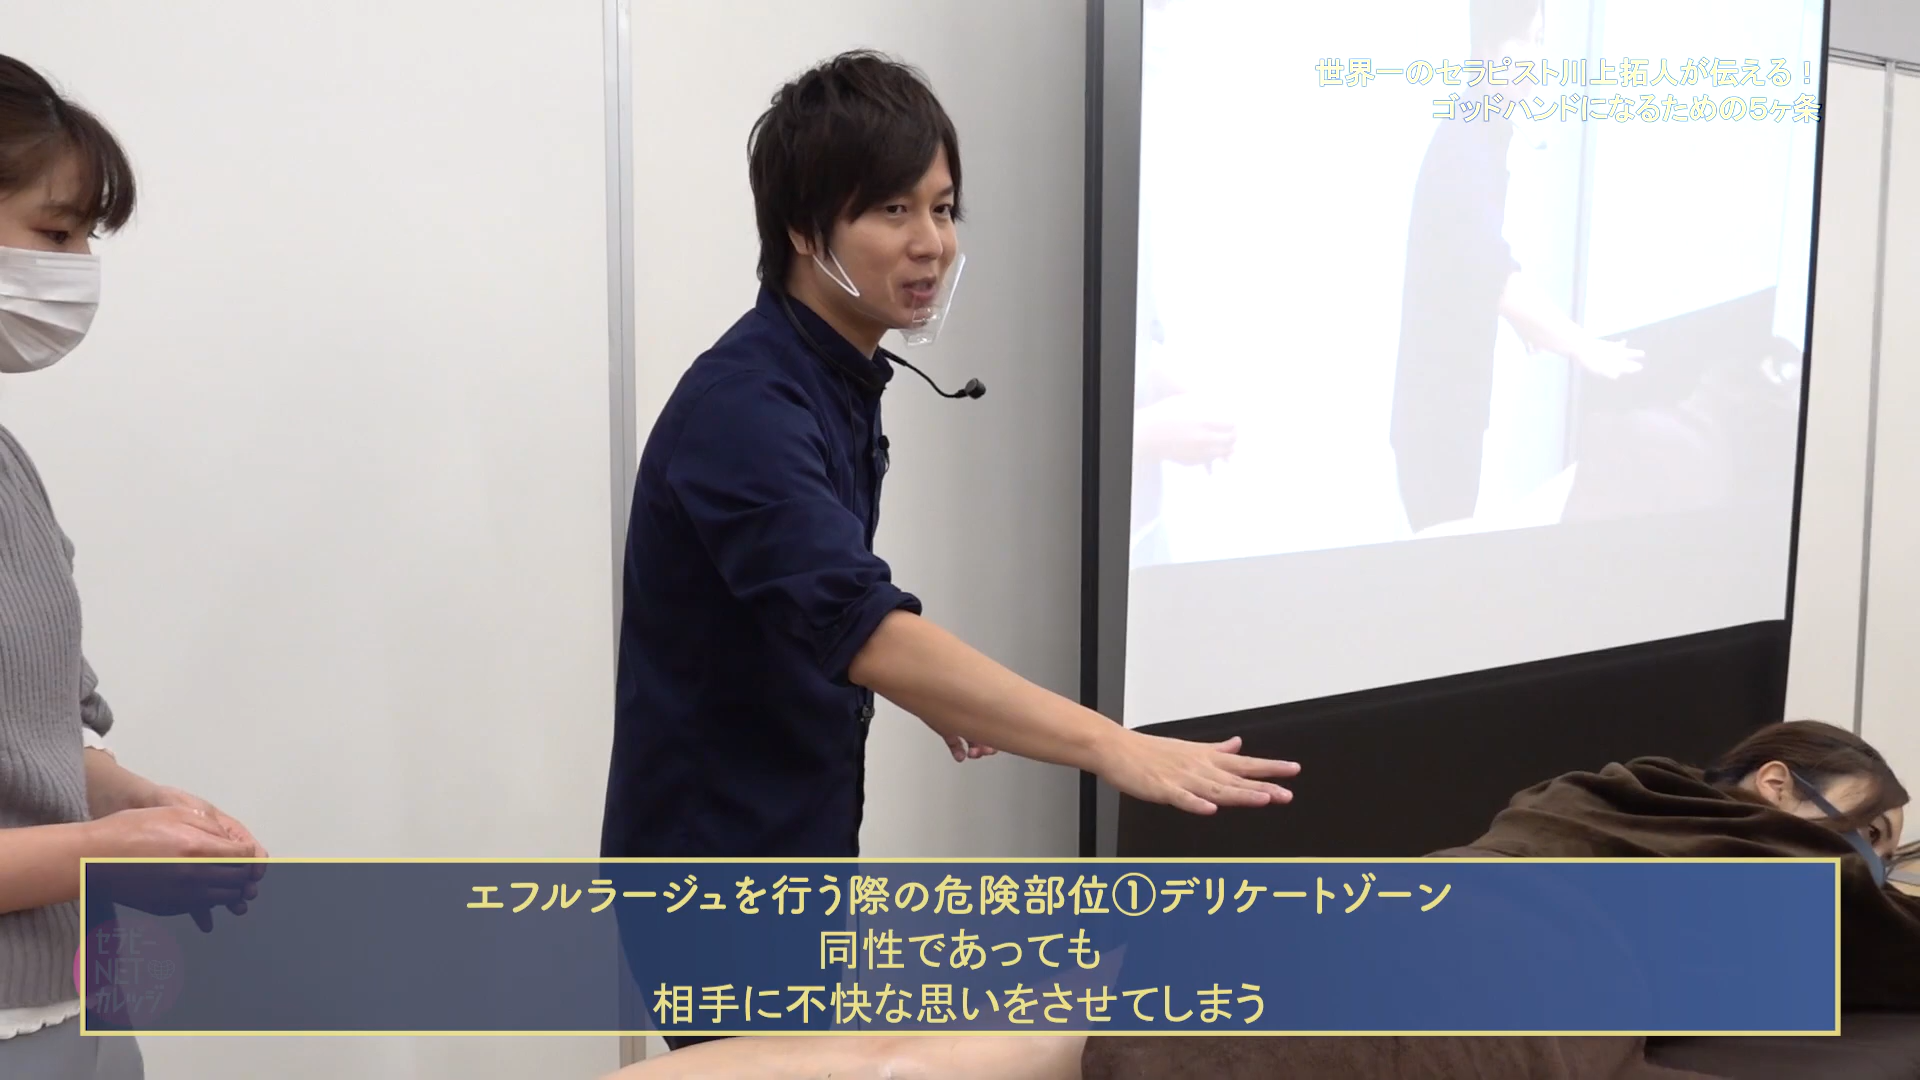 世界一のセラピスト川上拓人が伝える！
ゴッドハンドになるための5ヶ条
エフルラージュを行う際の危険部位①デリケートゾーン
同性であっても
相手に不快な思いをさせてしまう
セラピー
NET
カレッジ